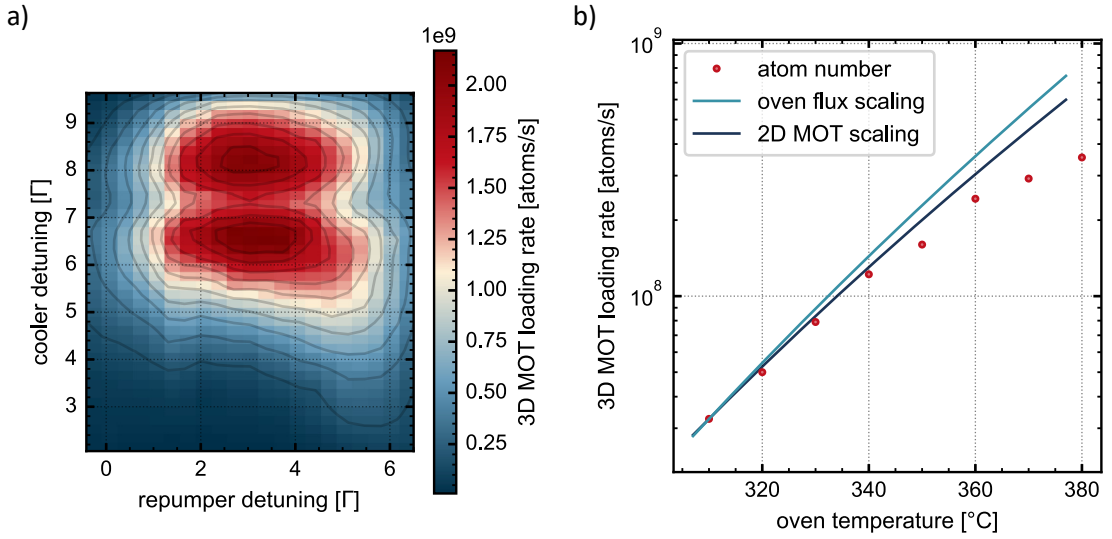 a)
1e9
9
8
7
6
5
4
3
cooler detuning [Γ]
0
2
4
6
repumper detuning [Γ]
2.00
1.75
1.50
1.25
1.00
0.75
0.50
0.25
3D MOT loading rate [atoms/s]
b)
10⁹
10⁸
3D MOT loading rate [atoms/s]
atom number
oven flux scaling
2D MOT scaling
320
340
360
380
oven temperature [°C]